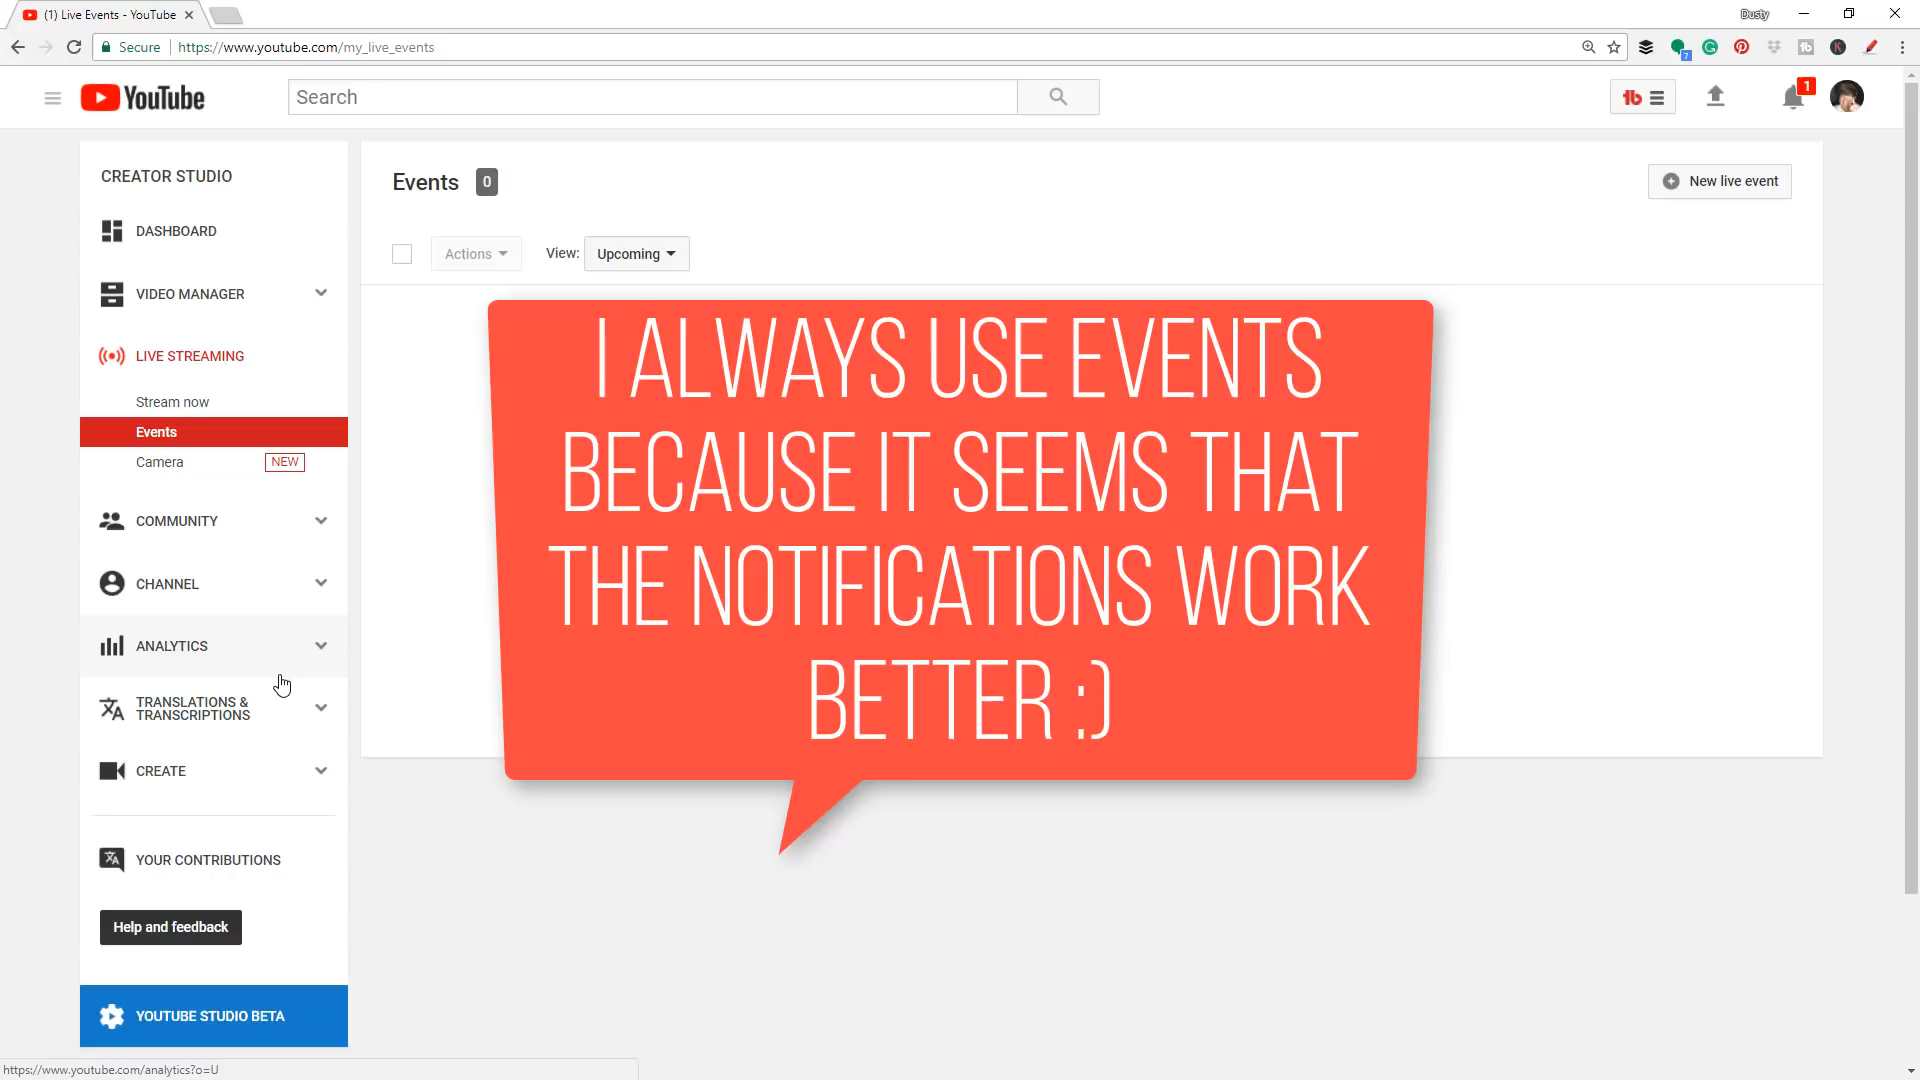 (1) Live Events - YouTube
Dusty
Secure
https://www.youtube.com/my_live_events
7
YouTube
Search
tb
1
CREATOR STUDIO
DASHBOARD
VIDEO MANAGER
LIVE STREAMING
Stream now
Events
Camera NEW
COMMUNITY
CHANNEL
ANALYTICS
TRANSLATIONS &
TRANSCRIPTIONS
CREATE
YOUR CONTRIBUTIONS
Help and feedback
YOUTUBE STUDIO BETA
Events 0
New live event
Actions
View: Upcoming
I ALWAYS USE EVENTS
BECAUSE IT SEEMS THAT
THE NOTIFICATIONS WORK
BETTER :)
https://www.youtube.com/analytics?o=U